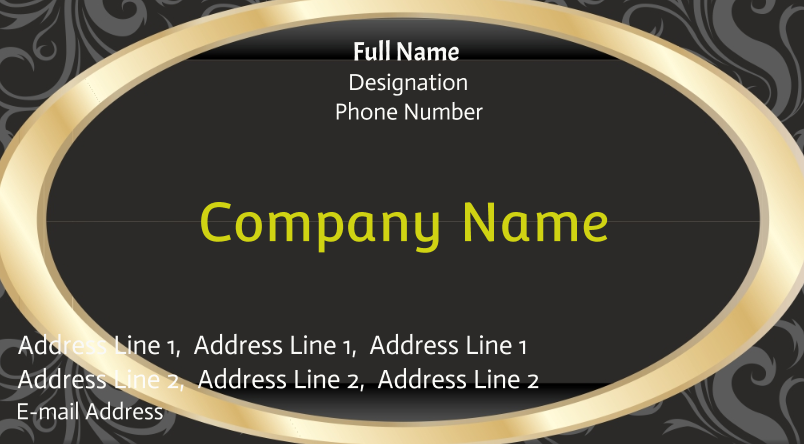 Full Name
Designation
Phone Number
Company Name
Address Line 1,  Address Line 1,  Address Line 1
Address Line 2,  Address Line 2,  Address Line 2
E-mail Address